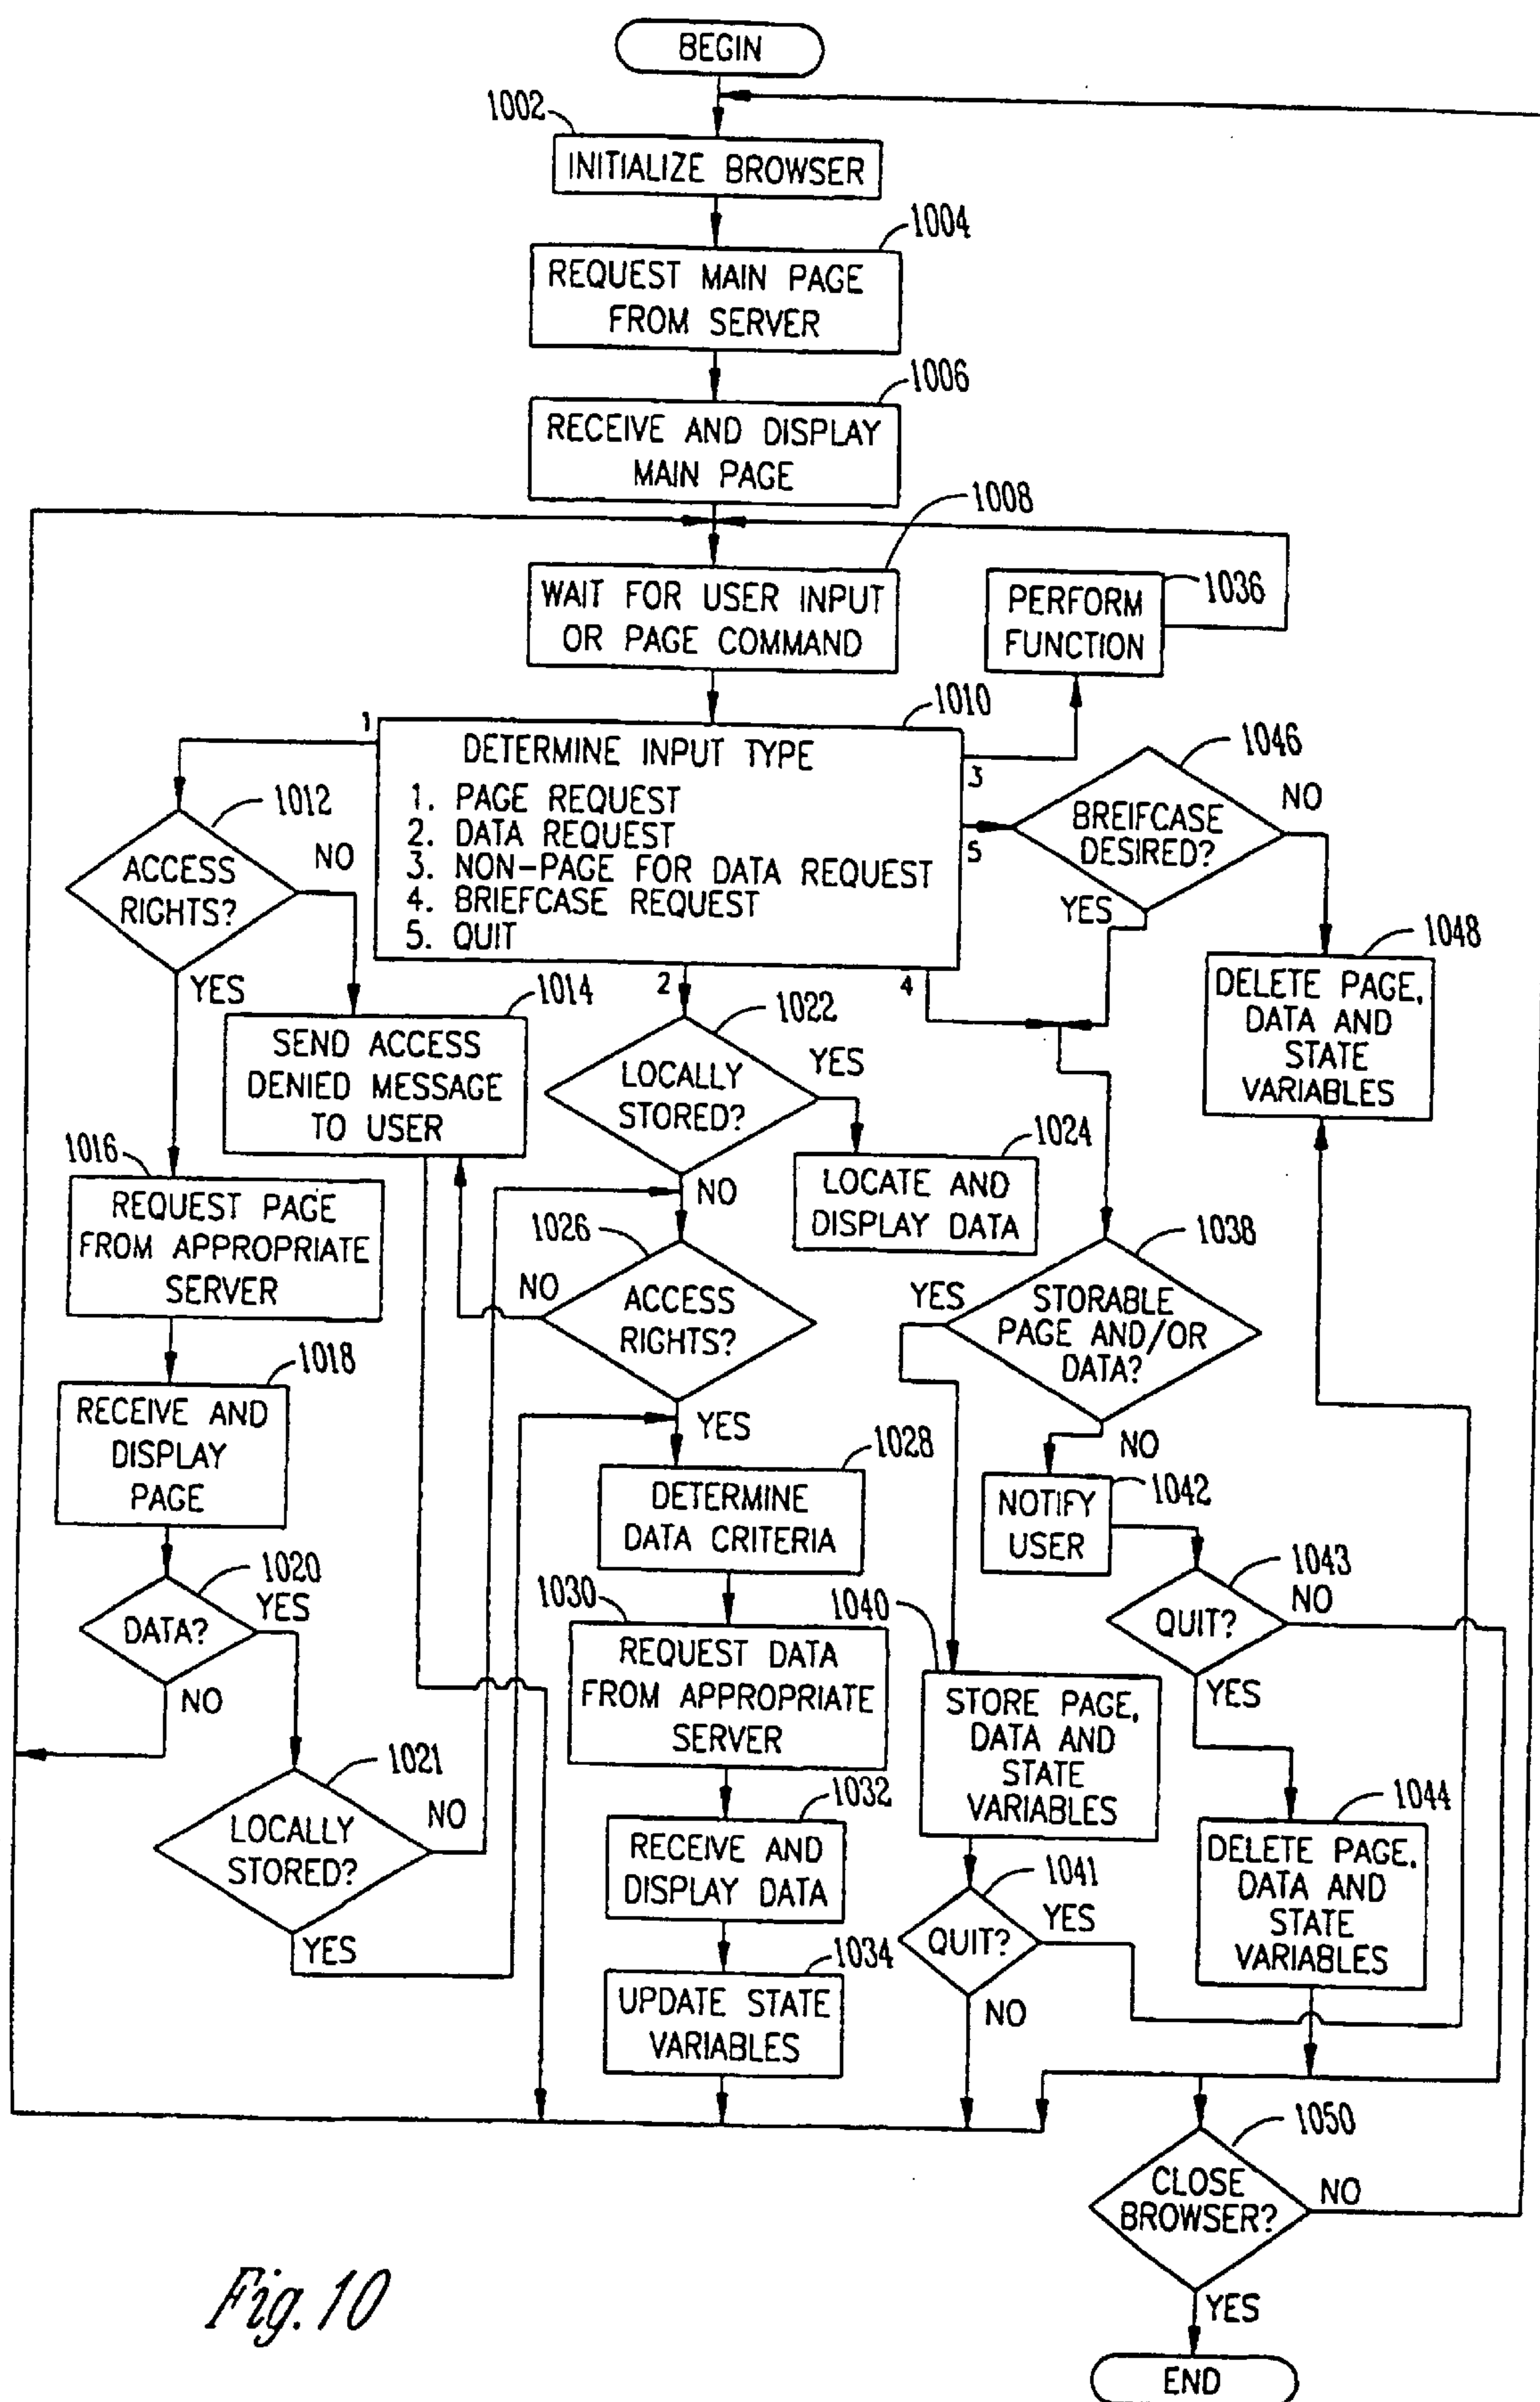 BEGIN
1002
INITIALIZE BROWSER
1004
REQUEST MAIN PAGE
FROM SERVER
1006
RECEIVE AND DISPLAY
MAIN PAGE
1008
WAIT FOR USER INPUT
OR PAGE COMMAND
1036
PERFORM
FUNCTION
1010
1
DETERMINE INPUT TYPE
1. PAGE REQUEST
2. DATA REQUEST
3. NON-PAGE FOR DATA REQUEST
4. BRIEFCASE REQUEST
5. QUIT
3
5
2
4
1046
BREIFCASE
DESIRED?
NO
YES
1048
DELETE PAGE,
DATA AND
STATE
VARIABLES
1012
ACCESS
RIGHTS?
NO
YES
1014
SEND ACCESS
DENIED MESSAGE
TO USER
1022
LOCALLY
STORED?
YES
NO
1024
LOCATE AND
DISPLAY DATA
1016
REQUEST PAGE
FROM APPROPRIATE
SERVER
1026
NO
ACCESS
RIGHTS?
YES
1038
YES
STORABLE
PAGE AND/OR
DATA?
NO
1018
RECEIVE AND
DISPLAY
PAGE
1028
DETERMINE
DATA CRITERIA
1042
NOTIFY
USER
1020
YES
DATA?
NO
1030
REQUEST DATA
FROM APPROPRIATE
SERVER
1040
STORE PAGE,
DATA AND
STATE
VARIABLES
1043
NO
QUIT?
YES
1021
LOCALLY
STORED?
NO
YES
1032
RECEIVE AND
DISPLAY DATA
1041
YES
QUIT?
NO
1044
DELETE PAGE,
DATA AND
STATE
VARIABLES
1034
UPDATE STATE
VARIABLES
1050
CLOSE
BROWSER?
NO
YES
END
Fig. 10